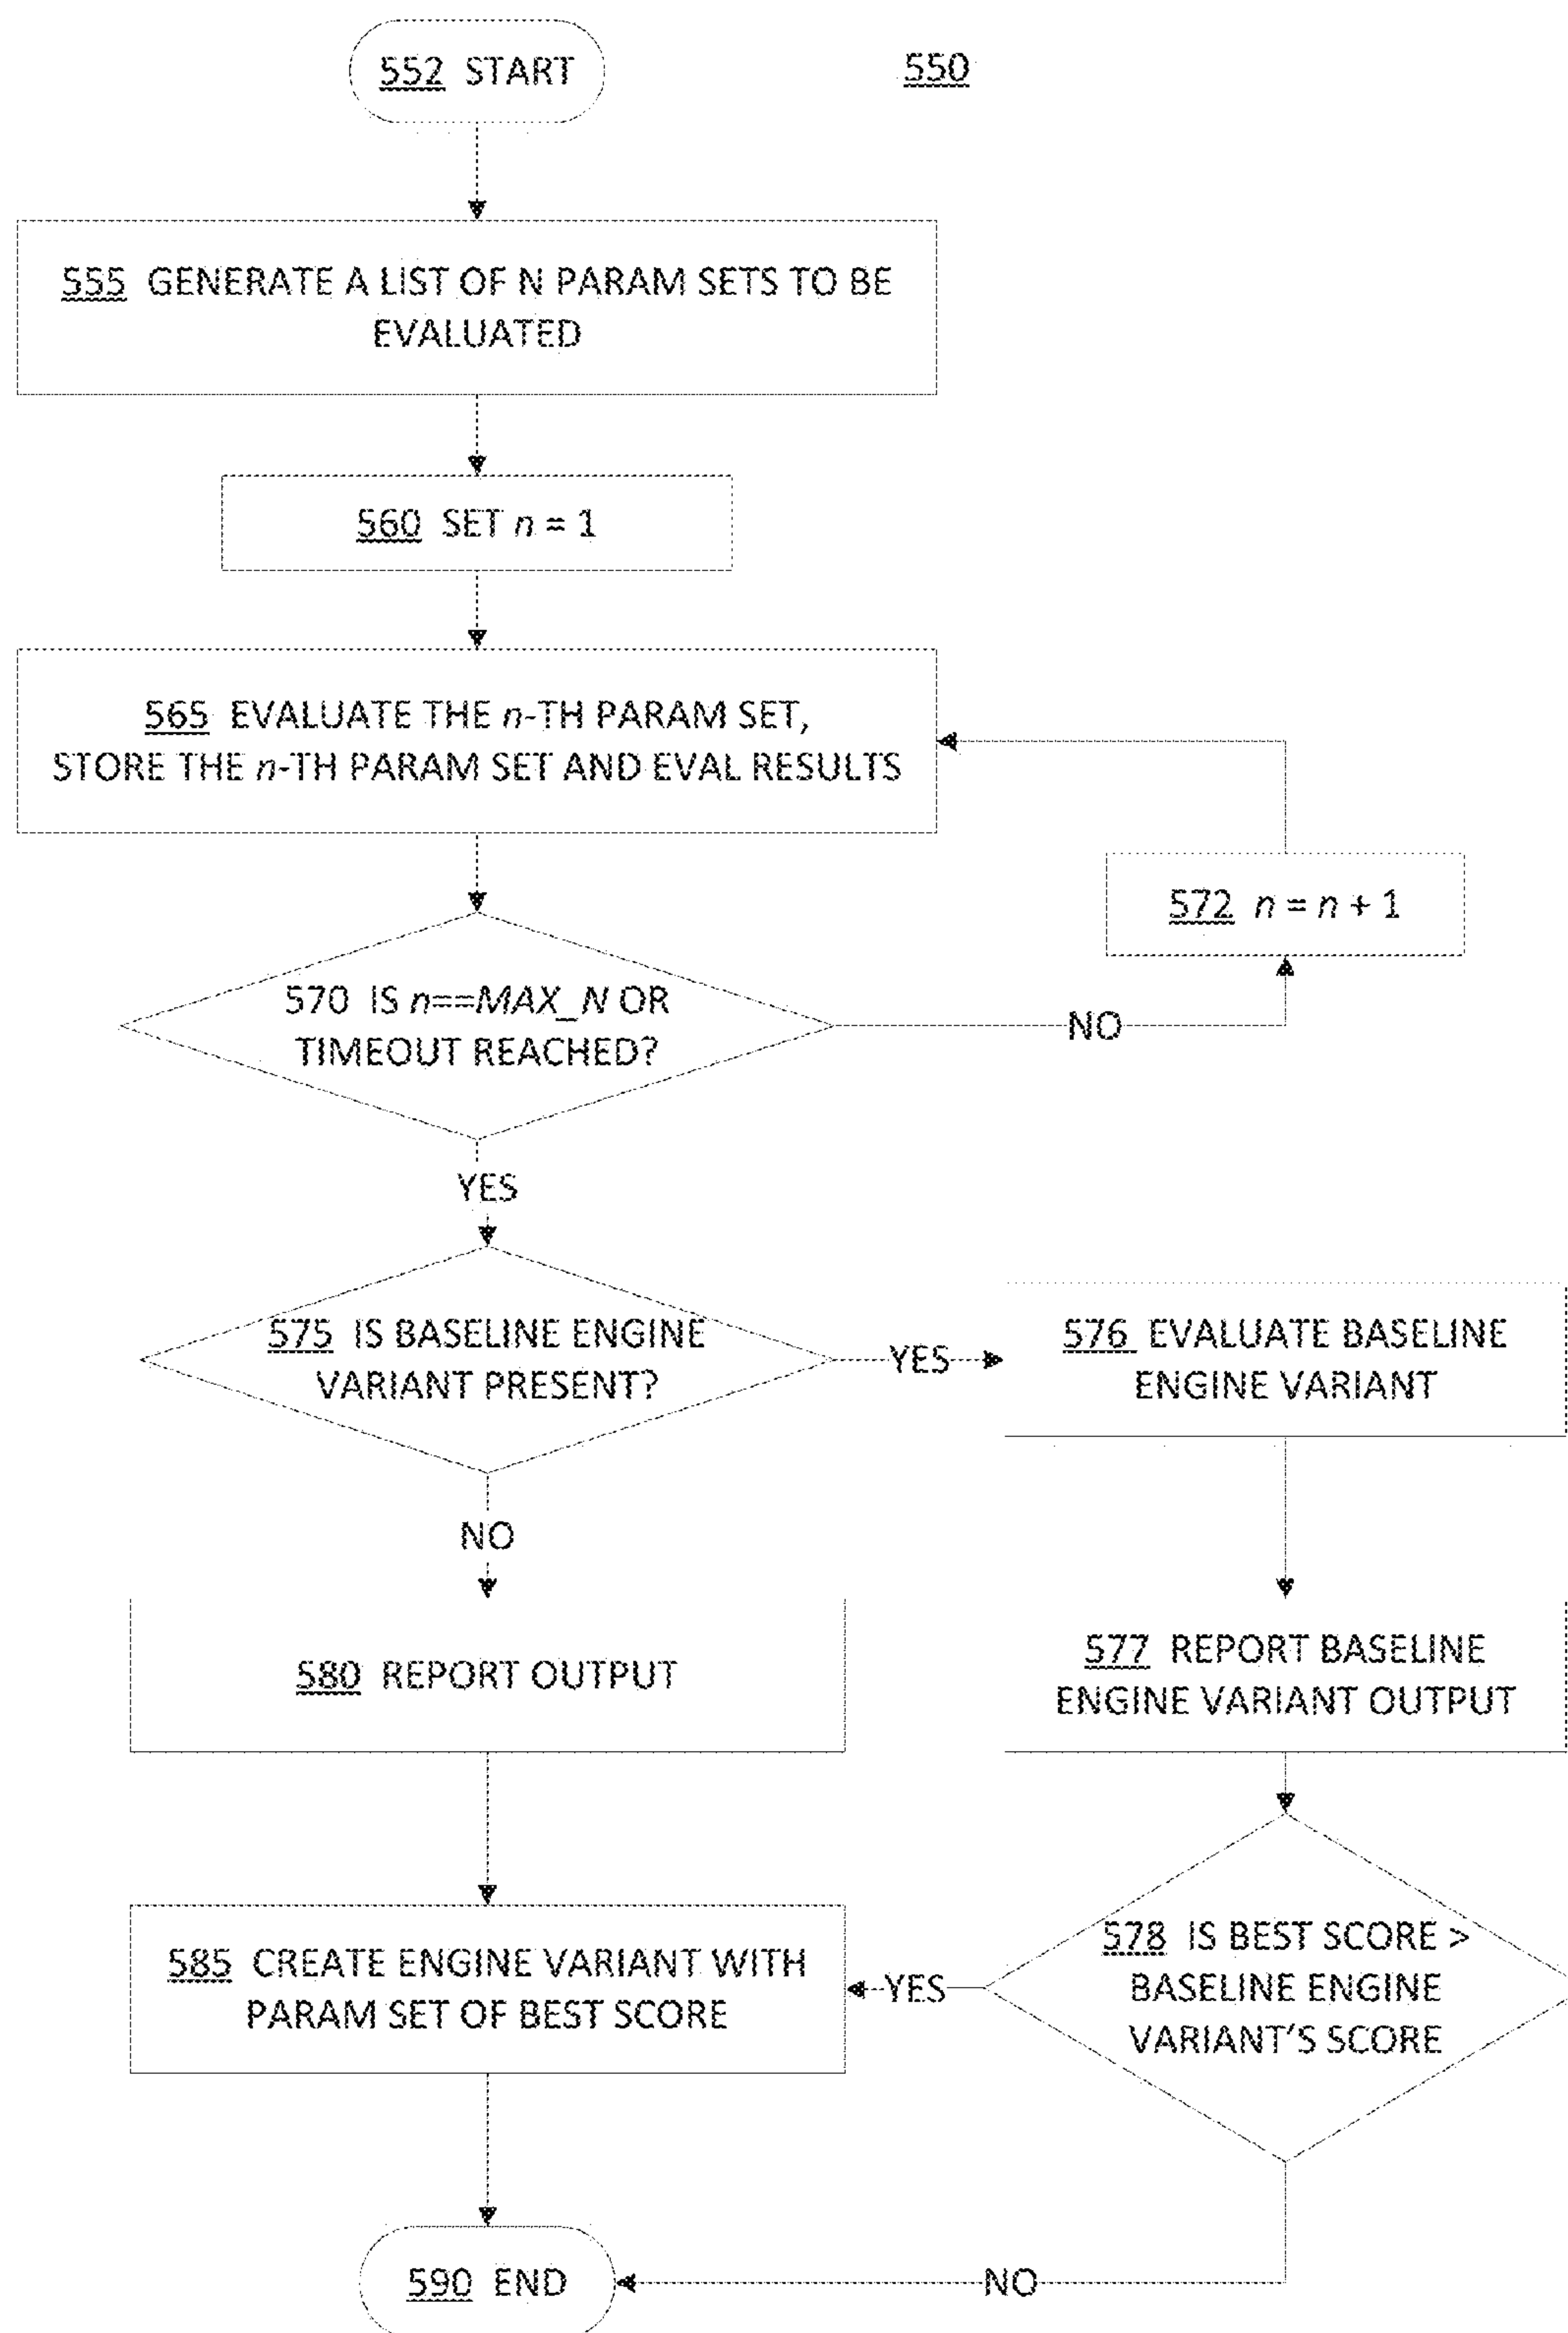 552 START
550
555 GENERATE A LIST OF N PARAM SETS TO BE
EVALUATED
560 SET n = 1
565 EVALUATE THE n-TH PARAM SET,
STORE THE n-TH PARAM SET AND EVAL RESULTS
572 n = n + 1
570 IS n==MAX_N OR
TIMEOUT REACHED?
NO
YES
575 IS BASELINE ENGINE
VARIANT PRESENT?
YES
576 EVALUATE BASELINE
ENGINE VARIANT
NO
580 REPORT OUTPUT
577 REPORT BASELINE
ENGINE VARIANT OUTPUT
585 CREATE ENGINE VARIANT WITH
PARAM SET OF BEST SCORE
YES
578 IS BEST SCORE >
BASELINE ENGINE
VARIANT'S SCORE
590 END
NO